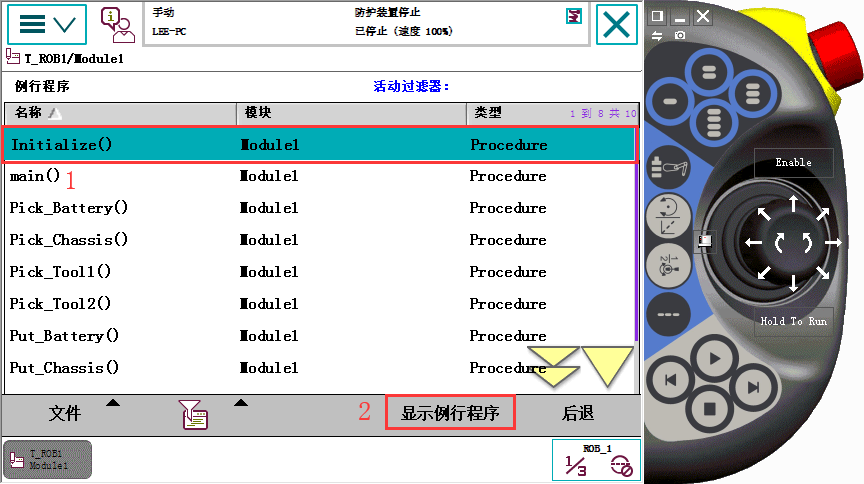 手动 防护装置停止
LEE-PC 已停止 (速度 100%)
T_ROB1/Module1
例行程序 活动过滤器:
名称 模块 类型 1 到 8 共 10
Initialize() Module1 Procedure
main() 1 Module1 Procedure
Pick_Battery() Module1 Procedure
Pick_Chassis() Module1 Procedure
Pick_Tool1() Module1 Procedure
Pick_Tool2() Module1 Procedure
Put_Battery() Module1 Procedure
Put_Chassis() Module1 Procedure
文件 2 显示例行程序 后退
T_ROB1
Module1
ROB_1
1/3
Enable
Hold To Run